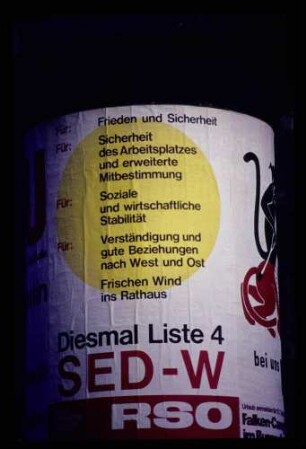 Für: Frieden und Sicherheit
Für: Sicherheit
des Arbeitsplatzes
und erweiterte
Mitbestimmung
Für: Soziale
und wirtschaftliche
Stabilität
Für: Verständigung und
gute Beziehungen
nach West und Ost
Frischen Wind
ins Rathaus
Diesmal Liste 4
SED-W
RSO
bei uns
Falken-